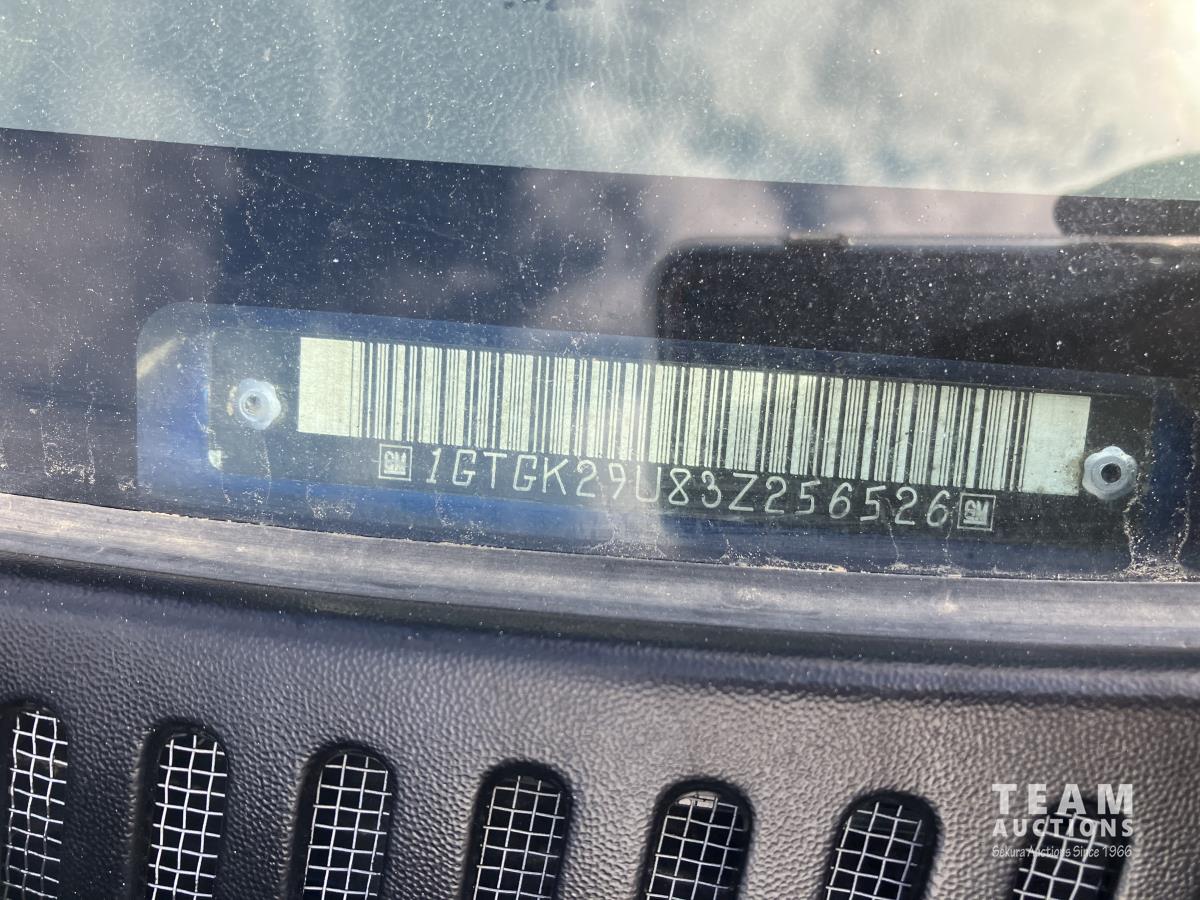 GM 1GTGK29U83Z256526 GM
TEAM
AUCTIONS
Sekura Auctions Since 1966